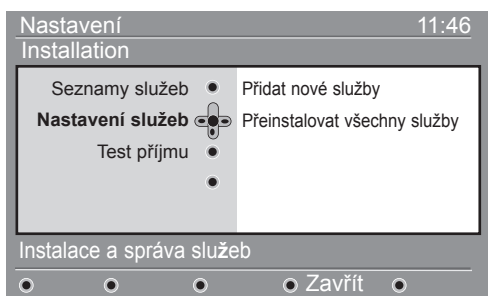 Nastavení 11:46
Installation
Seznamy služeb Přidat nové služby
Nastavení služeb Přeinstalovat všechny služby
Test příjmu
Instalace a správa služeb
Zavřít